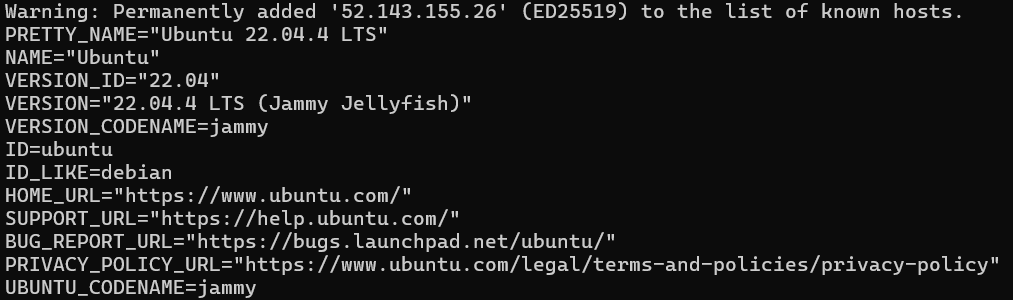 Warning: Permanently added '52.143.155.26' (ED25519) to the list of known hosts.
PRETTY_NAME="Ubuntu 22.04.4 LTS"
NAME="Ubuntu"
VERSION_ID="22.04"
VERSION="22.04.4 LTS (Jammy Jellyfish)"
VERSION_CODENAME=jammy
ID=ubuntu
ID_LIKE=debian
HOME_URL="https://www.ubuntu.com/"
SUPPORT_URL="https://help.ubuntu.com/"
BUG_REPORT_URL="https://bugs.launchpad.net/ubuntu/"
PRIVACY_POLICY_URL="https://www.ubuntu.com/legal/terms-and-policies/privacy-policy"
UBUNTU_CODENAME=jammy